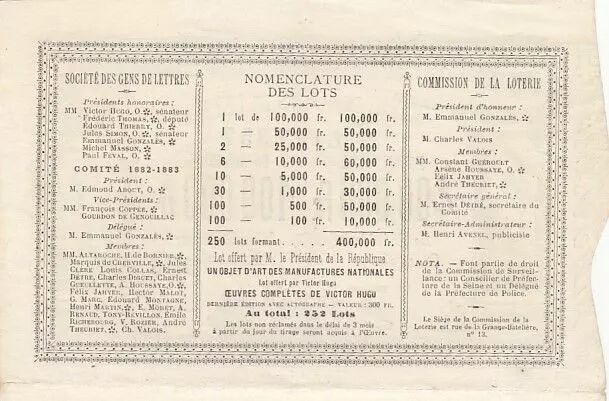 SOCIÉTÉ DES GENS DE LETTRES
Présidents honoraires :
MM Victor Hugo, O. ✻, sénateur
Frédéric Thomas, ✻, député
Édouard Thierry, O. ✻
Jules Simon, O. ✻, sénateur
Emmanuel Gonzalès, ✻
Michel Masson, ✻
Paul Féval, O. ✻
COMITÉ 1882-1883
Président :
M. Edmond About, O. ✻
Vice-Présidents :
MM. François Coppée, ✻
Gourdon de Genouillac
Délégué :
M. Emmanuel Gonzalès, ✻
Membres :
MM. Altaroche, H. de Bornier, ✻,
Marquis de Cherville, ✻, Jules
Clère Louis Collas, Ernest
Détré, Charles Diguet, Charles
Gueullette, A. Houssaye, O. ✻,
Félix Jahyer, Hector Malot,
G. Marc, Édouard Montagne,
Henri Martin, ✻, E. Moret, A.
Renaud, Tony-Révillon, Émile
Richebourg, V. Rozier, André
Theuriet, ✻, Ch. Valois.
NOMENCLATURE
DES LOTS
1 lot de 100,000 fr. 100,000 fr.
1 — 50,000 fr. 50,000 fr.
2 — 25,000 fr. 50,000 fr.
6 — 10,000 fr. 60,000 fr.
10 — 5,000 fr. 50,000 fr.
30 — 1,000 fr. 30,000 fr.
100 — 500 fr. 50,000 fr.
100 — 100 fr. 10,000 fr.
250 lots formant . . . . . 400,000 fr.
Lot offert par M. le Président de la République
UN OBJET D'ART DES MANUFACTURES NATIONALES
Lot offert par Victor Hugo
ŒUVRES COMPLÈTES DE VICTOR HUGO
DERNIÈRE ÉDITION AVEC AUTOGRAPHE — VALEUR : 300 FR.
Au total : 252 Lots
Les lots non réclamés dans le délai de 3 mois
à partir du jour du tirage seront acquis à l'Œuvre.
COMMISSION DE LA LOTERIE
Président d'honneur :
M. Emmanuel Gonzalès, ✻
Président :
M. Charles Valois
Membres :
MM. Constant Guéroult
Arsène Houssaye, O. ✻
Félix Jahyer
André Theuriet, ✻
Secrétaire général :
M. Ernest Détré, secrétaire du
Comité
Secrétaire-Administrateur :
M. Henri Avenel, publiciste
NOTA. — Font partie de droit
de la Commission de Surveil-
lance : un Conseiller de Préfec-
ture de la Seine et un Délégué
de la Préfecture de Police.
Le Siège de la Commission de la
Loterie est rue de la Grange-Batelière,
n° 13.